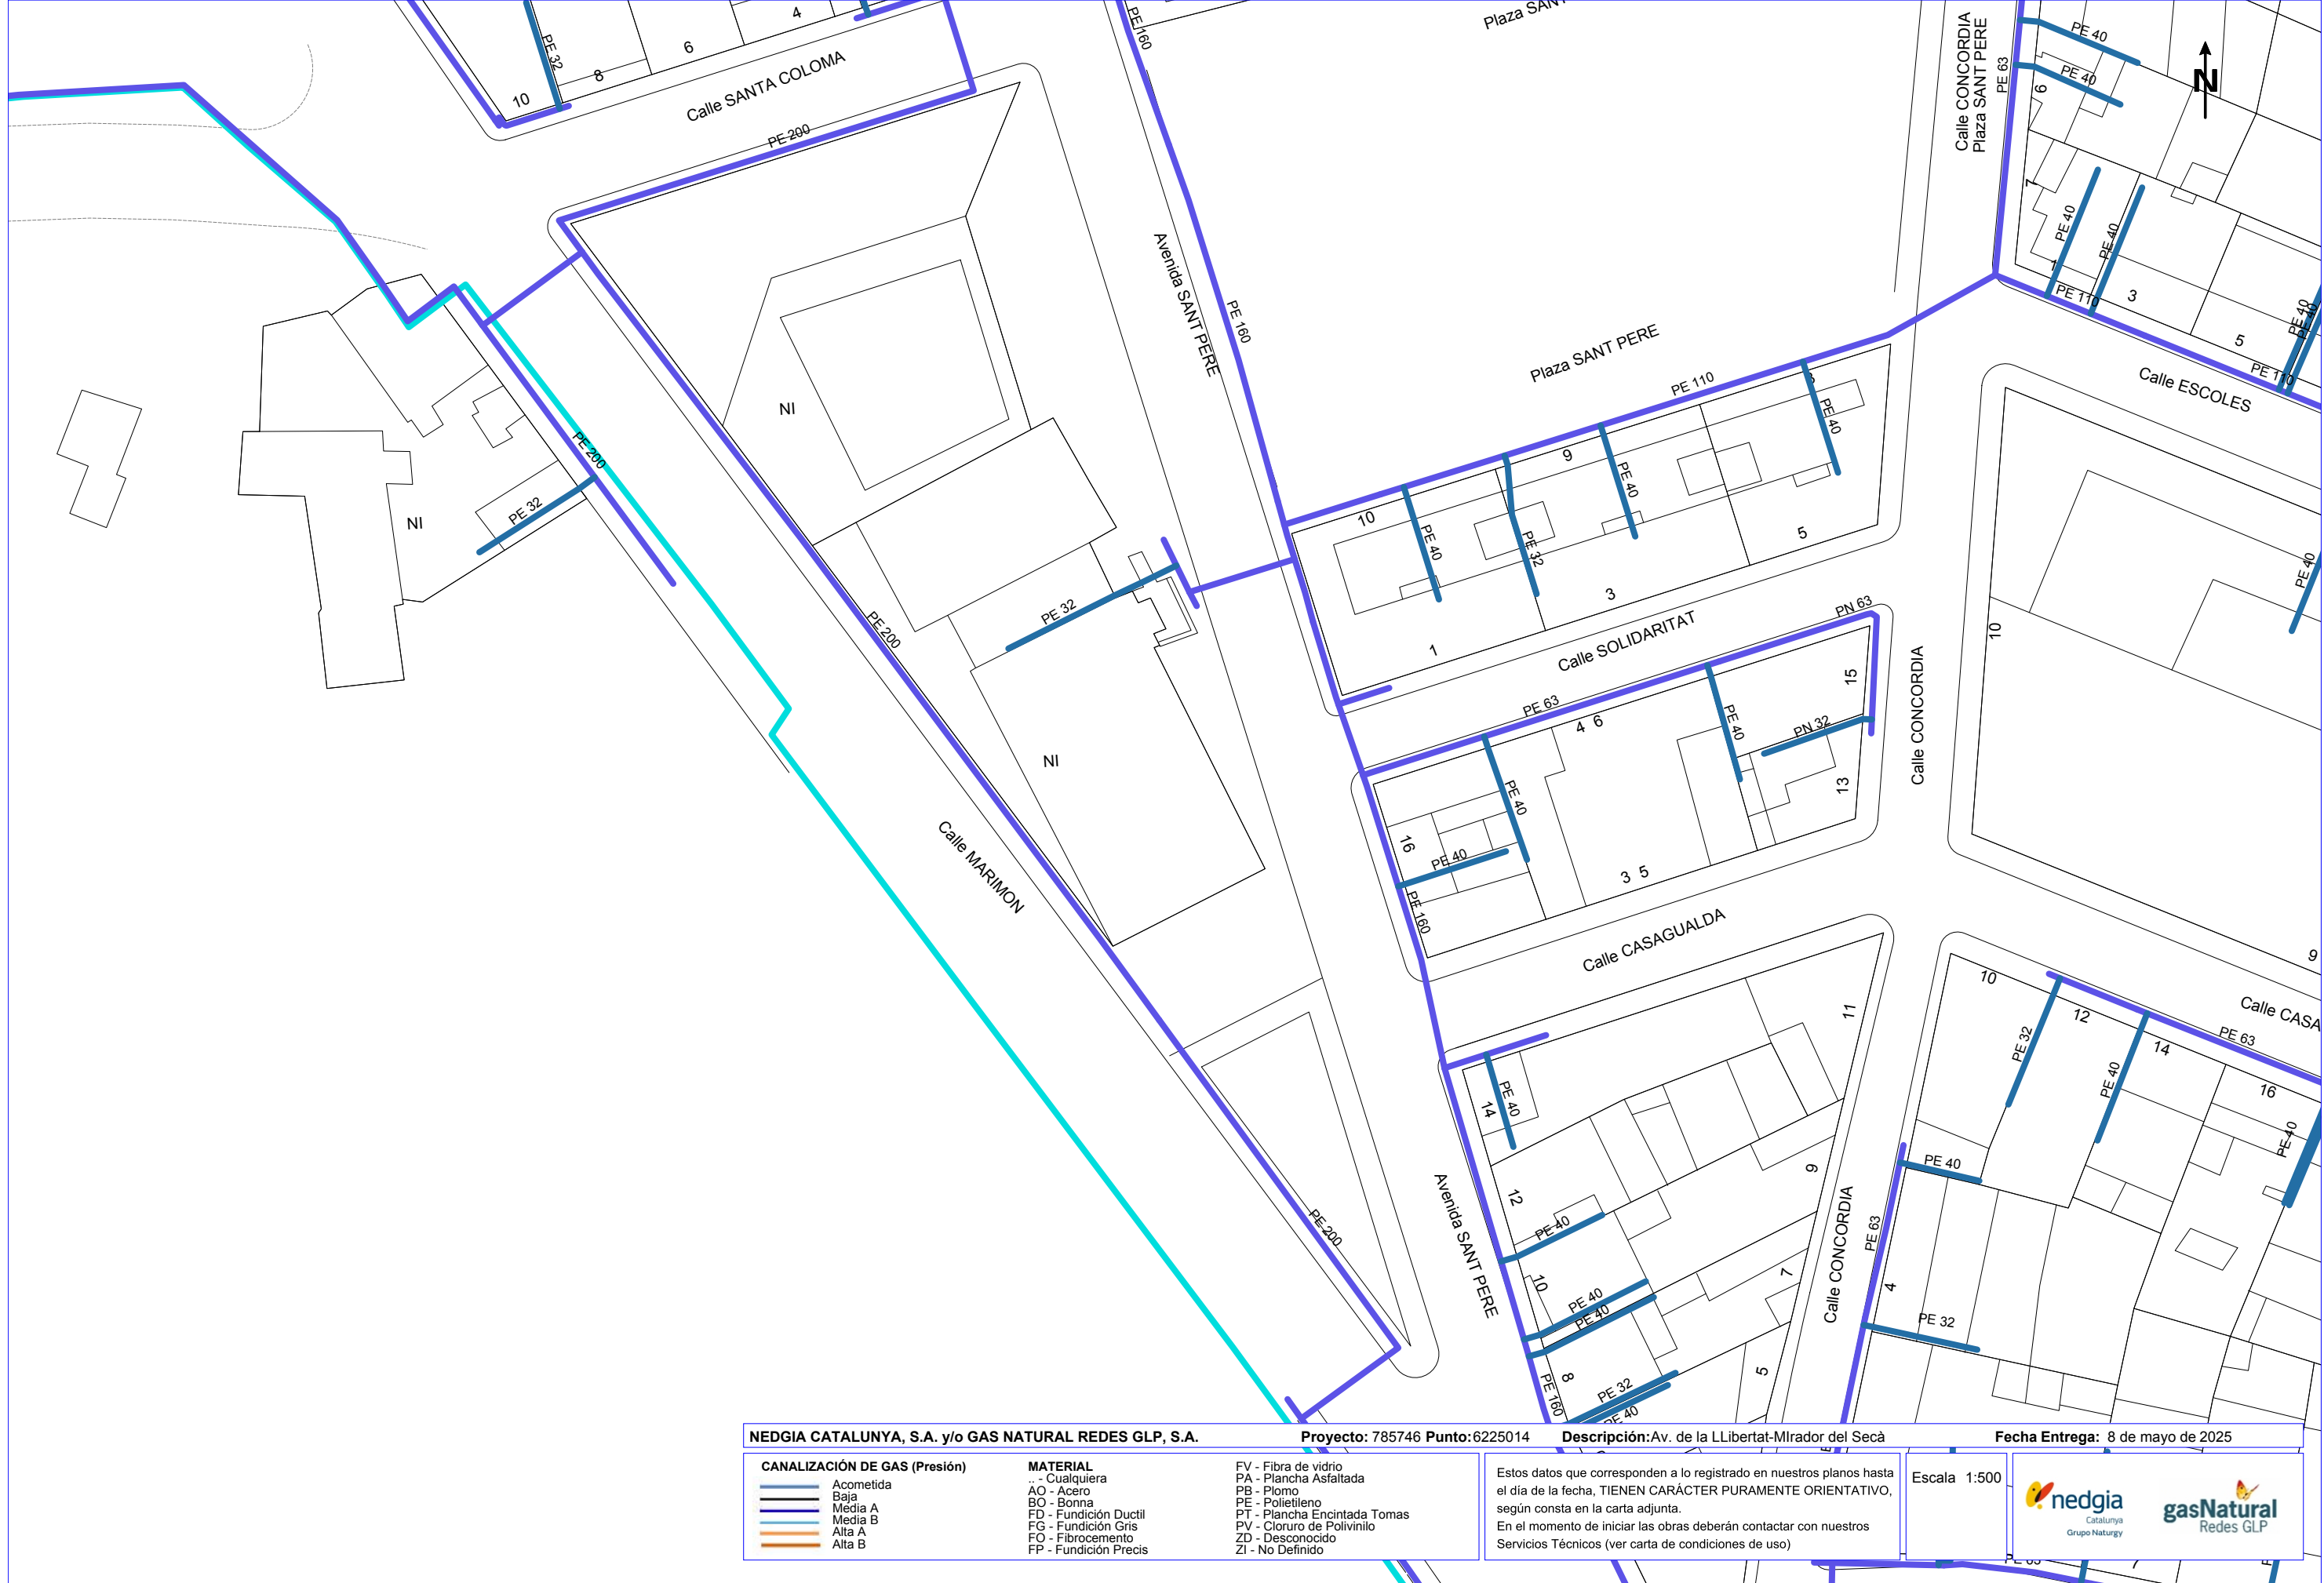 4
6
8
10
PE 32
Calle SANTA COLOMA
PE 200
PE 160
Plaza SANT
Calle CONCORDIA
Plaza SANT PERE
PE 63
PE 40
PE 40
6
N
7
PE 40
PE 40
1
PE 110
3
5
PE 40
PE 40
PE 110
Calle ESCOLES
Avenida SANT PERE
PE 160
NI
Plaza SANT PERE
PE 110
PE 40
9
PE 40
10
PE 40
PE 32
5
3
1
PE 200
PE 32
NI
PE 32
PE 200
NI
Calle MARIMON
Calle SOLIDARITAT
PN 63
PE 63
4 6
15
PE 40
PN 32
13
PE 40
16
PE 40
PE 160
3 5
Calle CONCORDIA
10
PE 40
9
Calle CASAGUALDA
Calle CASA
10
12
14
16
PE 63
PE 32
PE 40
PE 40
11
14
PE 40
12
9
PE 40
10
7
PE 40
PE 40
8
5
PE 32
PE 40
PE 160
Avenida SANT PERE
Calle CONCORDIA
PE 63
PE 40
4
PE 32
PE 200
NEDGIA CATALUNYA, S.A. y/o GAS NATURAL REDES GLP, S.A. Proyecto: 785746 Punto:6225014 Descripción:Av. de la LLibertat-MIrador del Secà Fecha Entrega: 8 de mayo de 2025
CANALIZACIÓN DE GAS (Presión)
Acometida
Baja
Media A
Media B
Alta A
Alta B
MATERIAL
.. - Cualquiera
AO - Acero
BO - Bonna
FD - Fundición Ductil
FG - Fundición Gris
FO - Fibrocemento
FP - Fundición Precis
FV - Fibra de vidrio
PA - Plancha Asfaltada
PB - Plomo
PE - Polietileno
PT - Plancha Encintada Tomas
PV - Cloruro de Polivinilo
ZD - Desconocido
ZI - No Definido
Estos datos que corresponden a lo registrado en nuestros planos hasta
el día de la fecha, TIENEN CARÁCTER PURAMENTE ORIENTATIVO,
según consta en la carta adjunta.
En el momento de iniciar las obras deberán contactar con nuestros
Servicios Técnicos (ver carta de condiciones de uso)
Escala 1:500
nedgia
Catalunya
Grupo Naturgy
gasNatural
Redes GLP